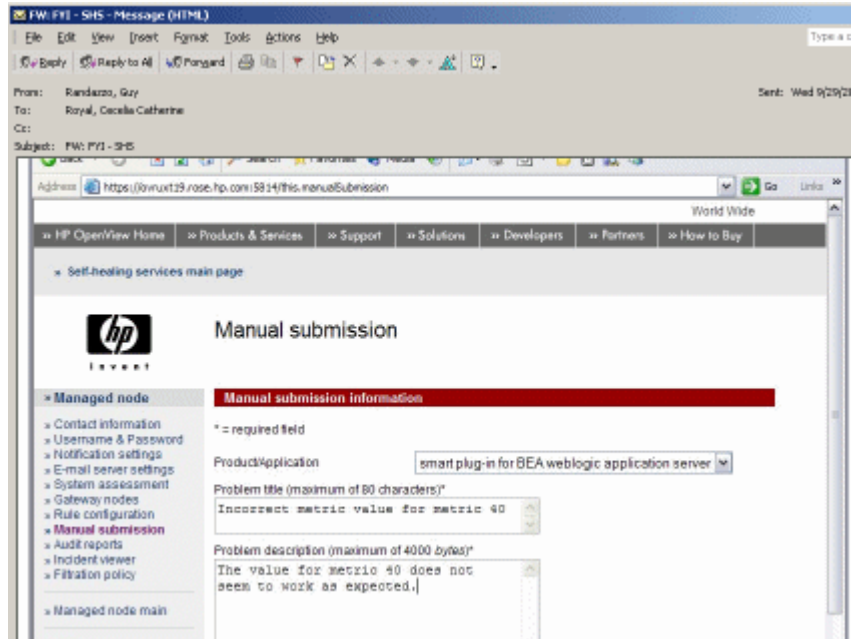 FW: FYI - SHS - Message (HTML)
File Edit View Insert Format Tools Actions Help
Type a
Reply Reply to All Forward
From: Randazzo, Guy
Sent: Wed 9/29/2
To: Royal, Cecelia Catherine
Cc:
Subject: FW: FYI - SHS
Back Search Favorites Media
Address https://ovruxt19.rose.hp.com:5814/this.manualSubmission Go Links »
World Wide
» HP OpenView Home » Products & Services » Support » Solutions » Developers » Partners » How to Buy
» Self-healing services main page
hp
invent
Manual submission
» Managed node
Manual submission information
» Contact information
» Username & Password
» Notification settings
» E-mail server settings
» System assessment
» Gateway nodes
» Rule configuration
» Manual submission
» Audit reports
» Incident viewer
» Filtration policy
» Managed node main
* = required field
Product/Application smart plug-in for BEA weblogic application server
Problem title (maximum of 80 characters)*
Incorrect metric value for metric 40
Problem description (maximum of 4000 bytes)*
The value for metric 40 does not
seem to work as expected.